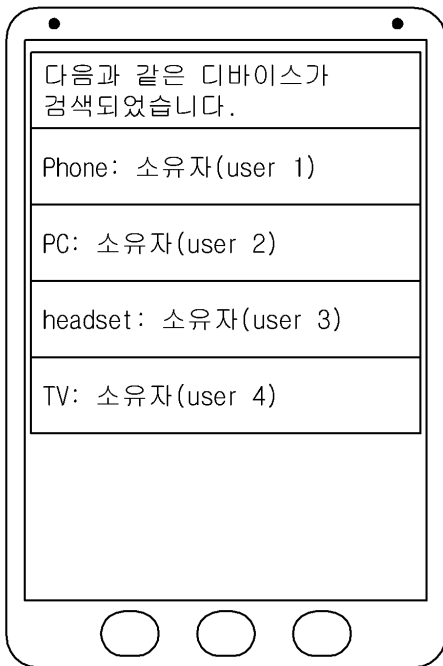 다음과 같은 디바이스가
검색되었습니다.
Phone: 소유자(user 1)
PC: 소유자(user 2)
headset: 소유자(user 3)
TV: 소유자(user 4)